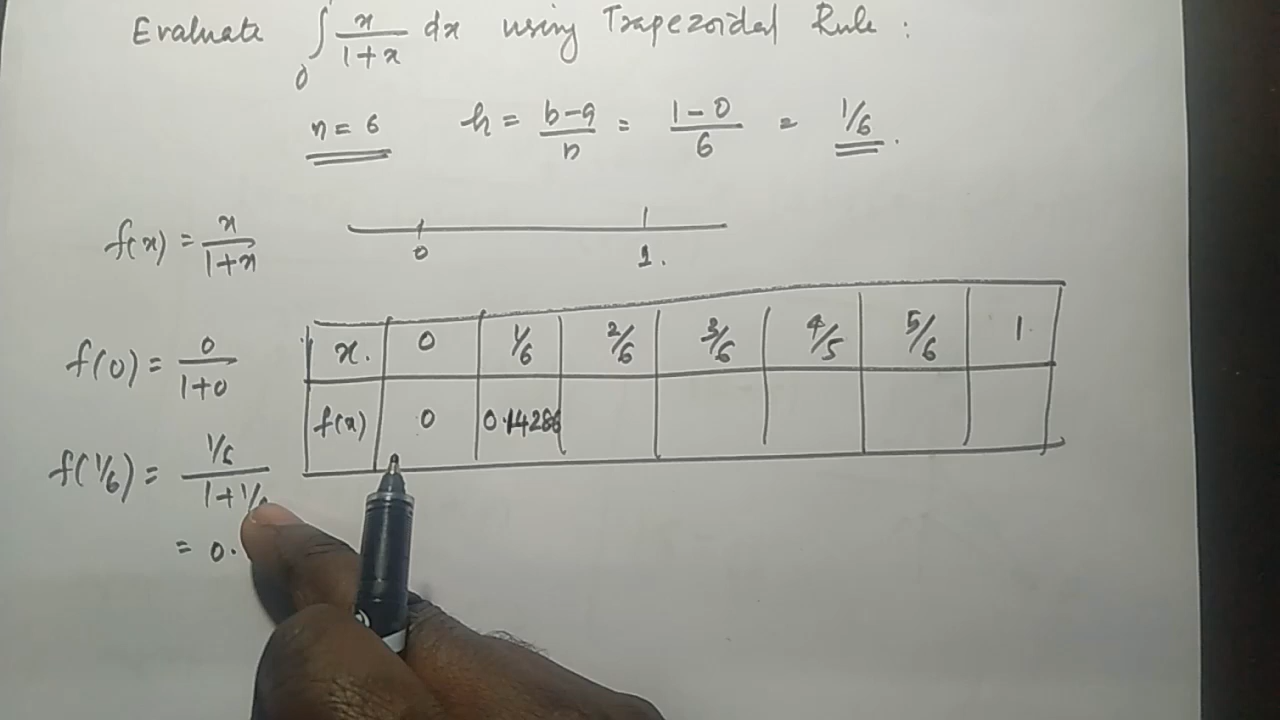 Evaluate ∫₀ x/(1+x) dx using Trapezoidal Rule :
n = 6 h = (b-a)/n = (1-0)/6 = 1/6 .
f(x) = x/(1+x)
0 1.
x. 0 1/6 2/6 3/6 4/5 5/6 1.
f(x) 0 0.14286
f(0) = 0/(1+0)
f(1/6) = (1/6)/(1+1/
= 0.